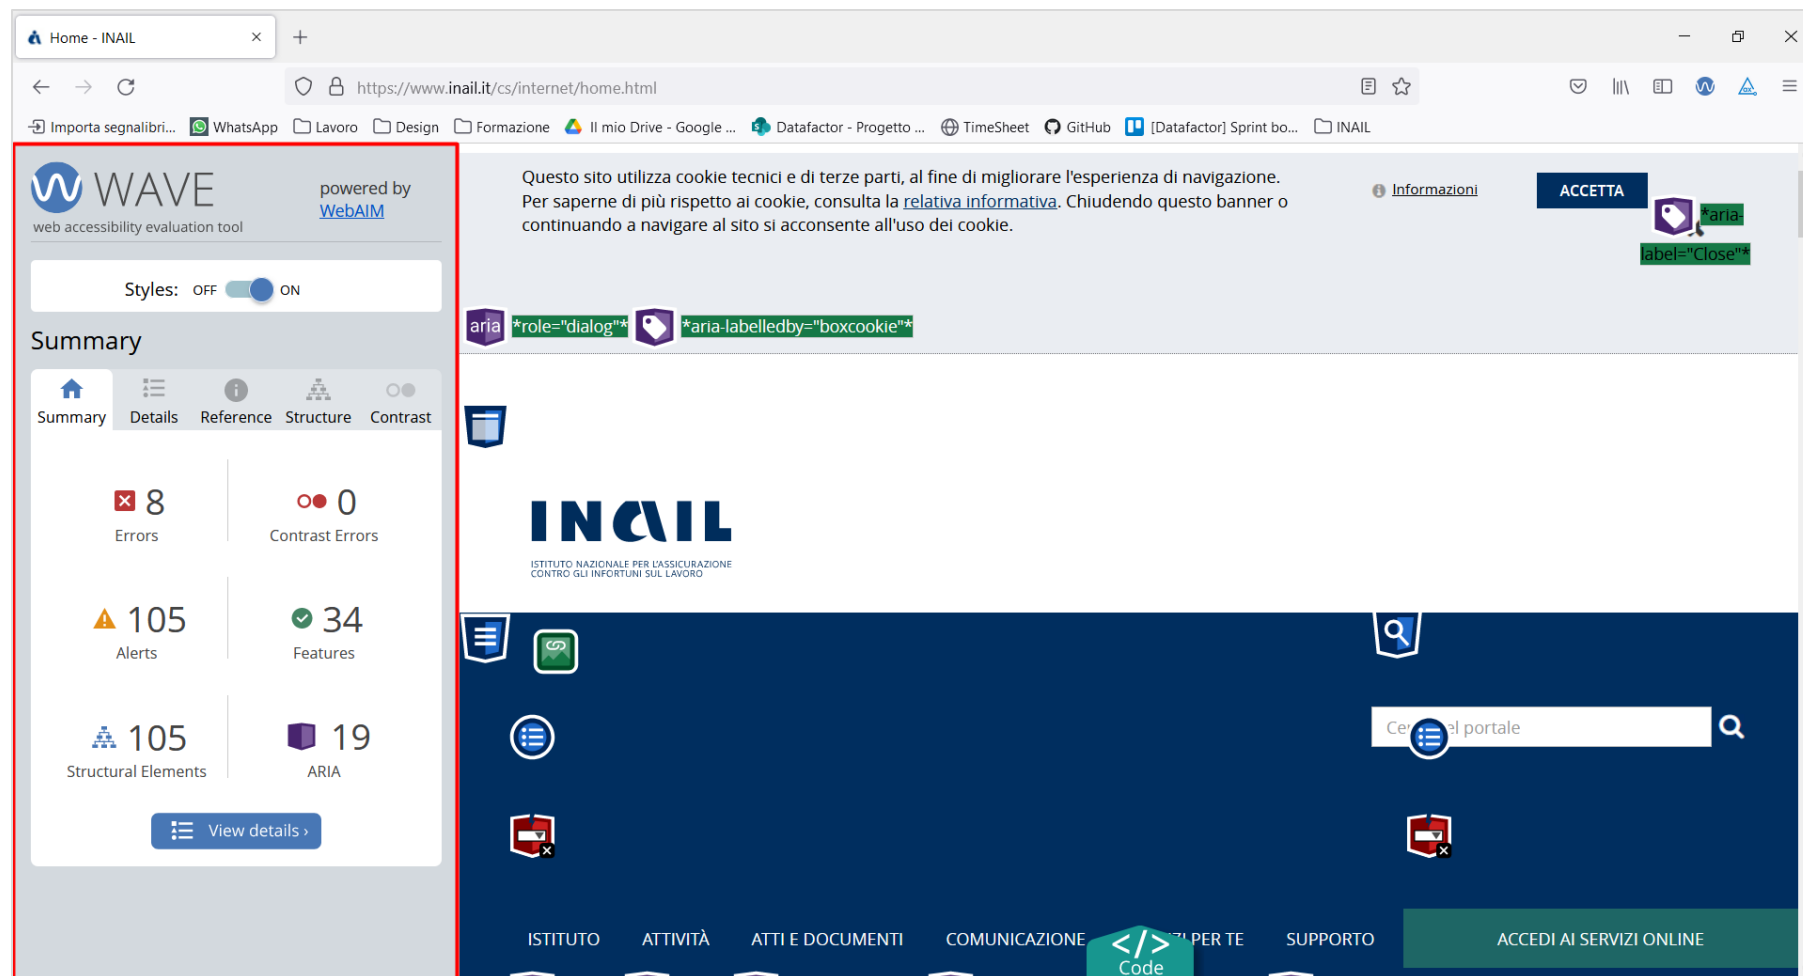 Home - INAIL
https://www.inail.it/cs/internet/home.html
Importa segnalibri... WhatsApp Lavoro Design Formazione Il mio Drive - Google ... Datafactor - Progetto ... TimeSheet GitHub [Datafactor] Sprint bo... INAIL
WAVE
web accessibility evaluation tool
powered by
WebAIM
Styles: OFF ON
Summary
Summary Details Reference Structure Contrast
8
Errors
0
Contrast Errors
105
Alerts
34
Features
105
Structural Elements
19
ARIA
View details ›
Questo sito utilizza cookie tecnici e di terze parti, al fine di migliorare l'esperienza di navigazione.
Per saperne di più rispetto ai cookie, consulta la relativa informativa. Chiudendo questo banner o
continuando a navigare al sito si acconsente all'uso dei cookie.
Informazioni
ACCETTA
*aria-
label="Close"*
aria *role="dialog"* *aria-labelledby="boxcookie"*
INAIL
ISTITUTO NAZIONALE PER L'ASSICURAZIONE
CONTRO GLI INFORTUNI SUL LAVORO
portale
ISTITUTO ATTIVITÀ ATTI E DOCUMENTI COMUNICAZIONE PER TE SUPPORTO ACCEDI AI SERVIZI ONLINE
</>
Code